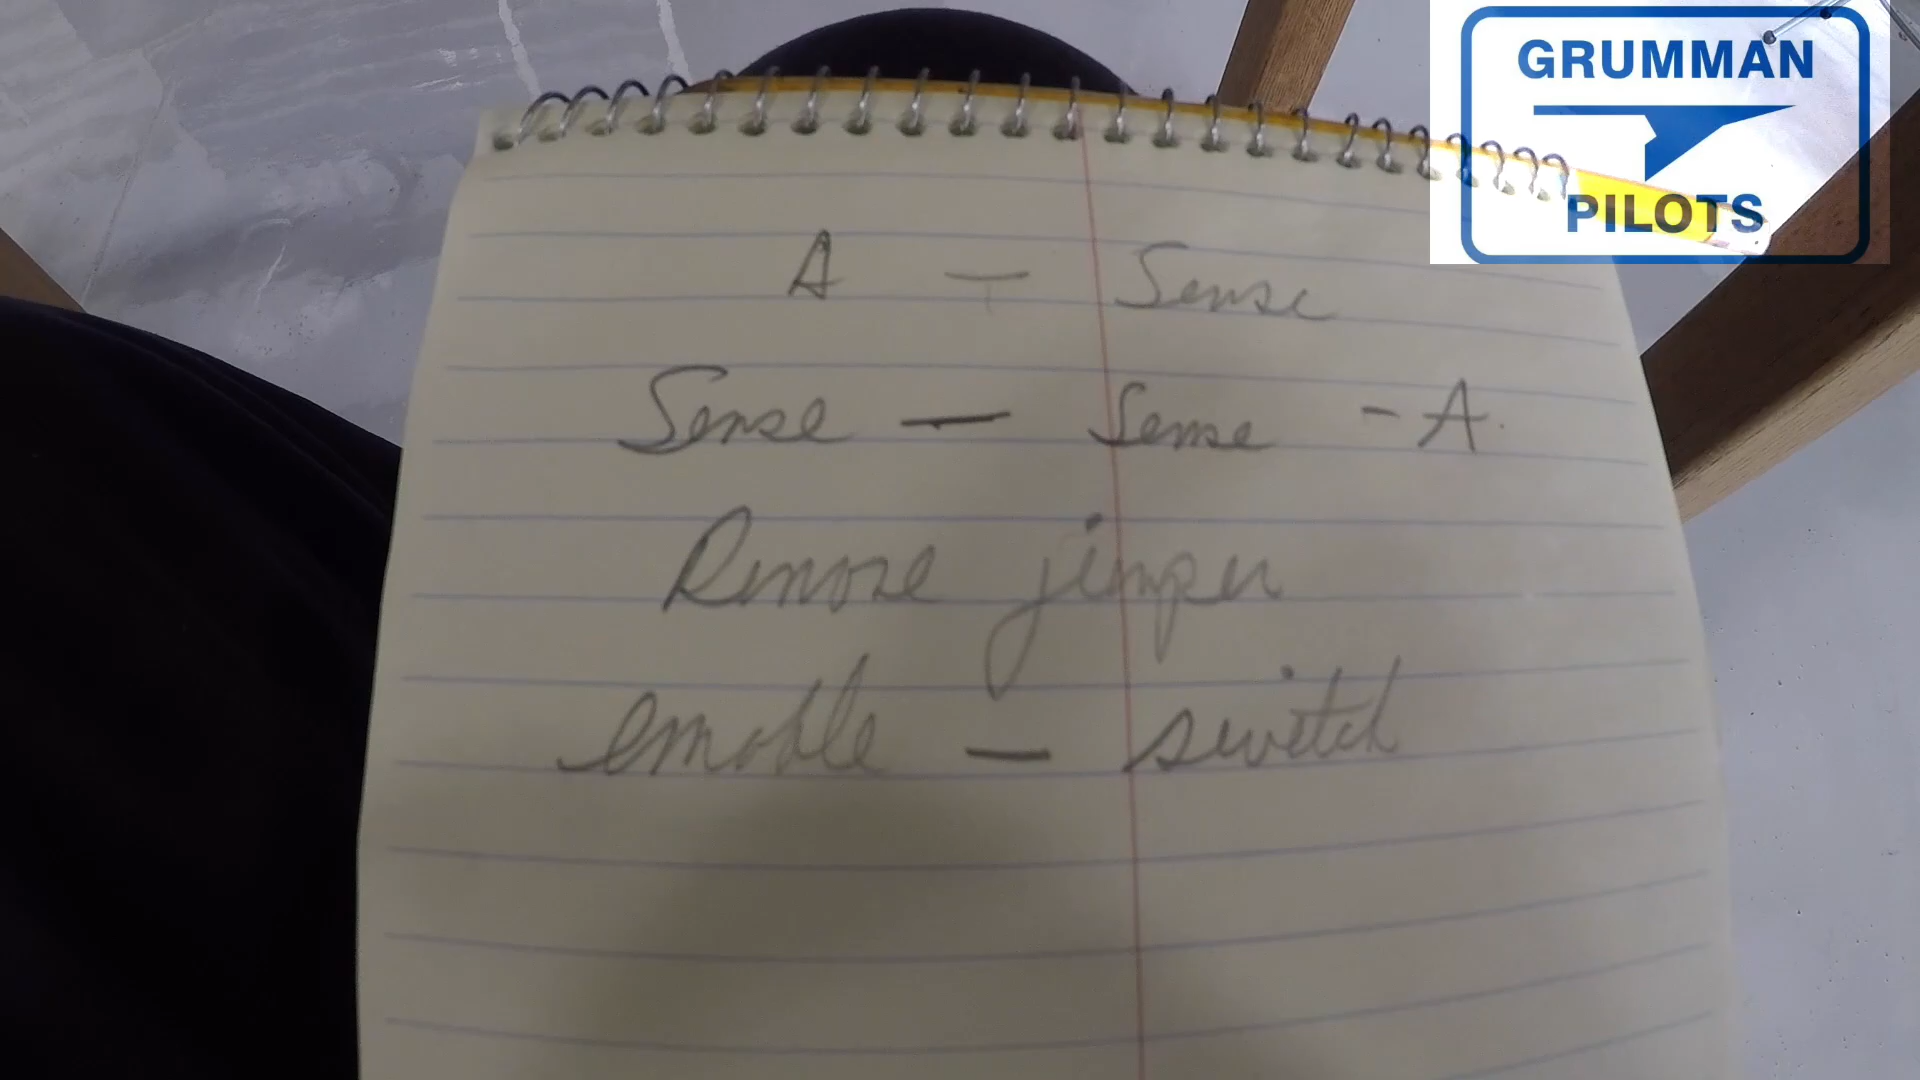 GRUMMAN
PILOTS
A — Sense
Sense — Sense - A.
Remove jumper
enable — switch